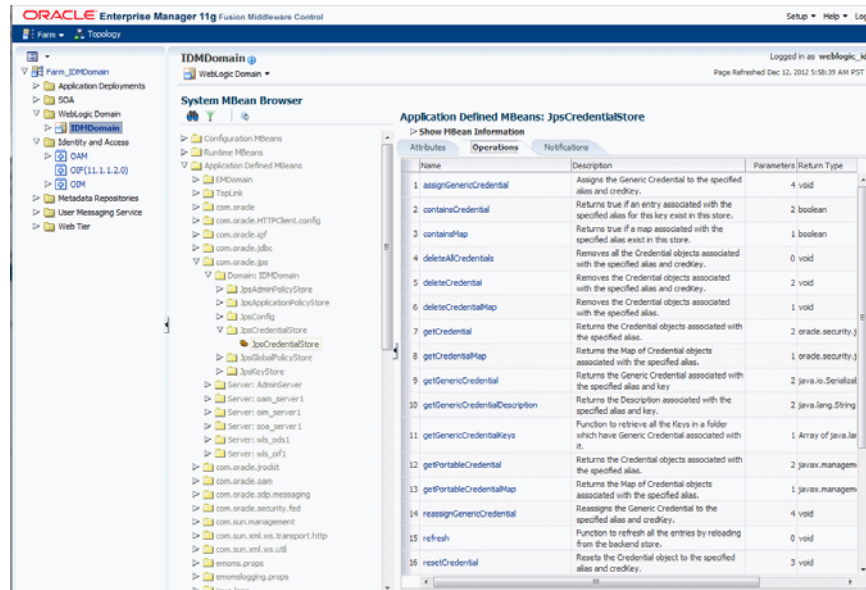 ORACLE Enterprise Manager 11g Fusion Middleware Control
Setup Help Log
Farm Topology
Farm_IDMDomain
Application Deployments
SOA
WebLogic Domain
IDMDomain
Identity and Access
OAM
OIF(11.1.1.2.0)
OIM
Metadata Repositories
User Messaging Service
Web Tier
IDMDomain
WebLogic Domain
Logged in as weblogic_id
Page Refreshed Dec 12, 2012 5:58:39 AM PST
System MBean Browser
Configuration MBeans
Runtime MBeans
Application Defined MBeans
EMDomain
TopLink
com.oracle
com.oracle.HTTPClient.config
com.oracle.igf
com.oracle.jdbc
com.oracle.jps
Domain: IDMDomain
JpsAdminPolicyStore
JpsApplicationPolicyStore
JpsConfig
JpsCredentialStore
JpsCredentialStore
JpsGlobalPolicyStore
JpsKeyStore
Server: AdminServer
Server: oam_server1
Server: oim_server1
Server: soa_server1
Server: wls_ods1
Server: wls_oif1
com.oracle.jrockit
com.oracle.oam
com.oracle.sdp.messaging
com.oracle.security.fed
com.sun.management
com.sun.xml.ws.transport.http
com.sun.xml.ws.util
emoms.props
emomslogging.props
Application Defined MBeans: JpsCredentialStore
Show MBean Information
Attributes Operations Notifications
Name Description Parameters Return Type
1 assignGenericCredential Assigns the Generic Credential to the specified 4 void
alias and credKey.
2 containsCredential Returns true if an entry associated with the 2 boolean
specified alias for this key exist in this store.
3 containsMap Returns true if a map associated with the 1 boolean
specified alias exist in this store.
4 deleteAllCredentials Removes all the Credential objects associated 0 void
with the specified alias and credKey.
5 deleteCredential Removes the Credential objects associated 2 void
with the specified alias and credKey.
6 deleteCredentialMap Removes the Credential objects associated 1 void
with the specified alias.
7 getCredential Returns the Credential objects associated with 2 oracle.security.j
the specified alias.
8 getCredentialMap Returns the Map of Credential objects 1 oracle.security.j
associated with the specified alias.
9 getGenericCredential Returns the Generic Credential associated with 2 java.io.Serializal
the specified alias and key
10 getGenericCredentialDescription Returns the Description associated with the 2 java.lang.String
specified alias and key.
11 getGenericCredentialKeys Function to retrieve all the Keys in a folder 1 Array of java.lar
which have Generic Credential associated with
it.
12 getPortableCredential Returns the Credential objects associated with 2 javax.managem
the specified alias.
13 getPortableCredentialMap Returns the Map of Credential objects 1 javax.managem
associated with the specified alias.
14 reassignGenericCredential Reassigns the Generic Credential to the 4 void
specified alias and credKey.
15 refresh Function to refresh all the entries by reloading 0 void
from the backend store.
16 resetCredential Resets the Credential object to the specified 3 void
alias and credKey.